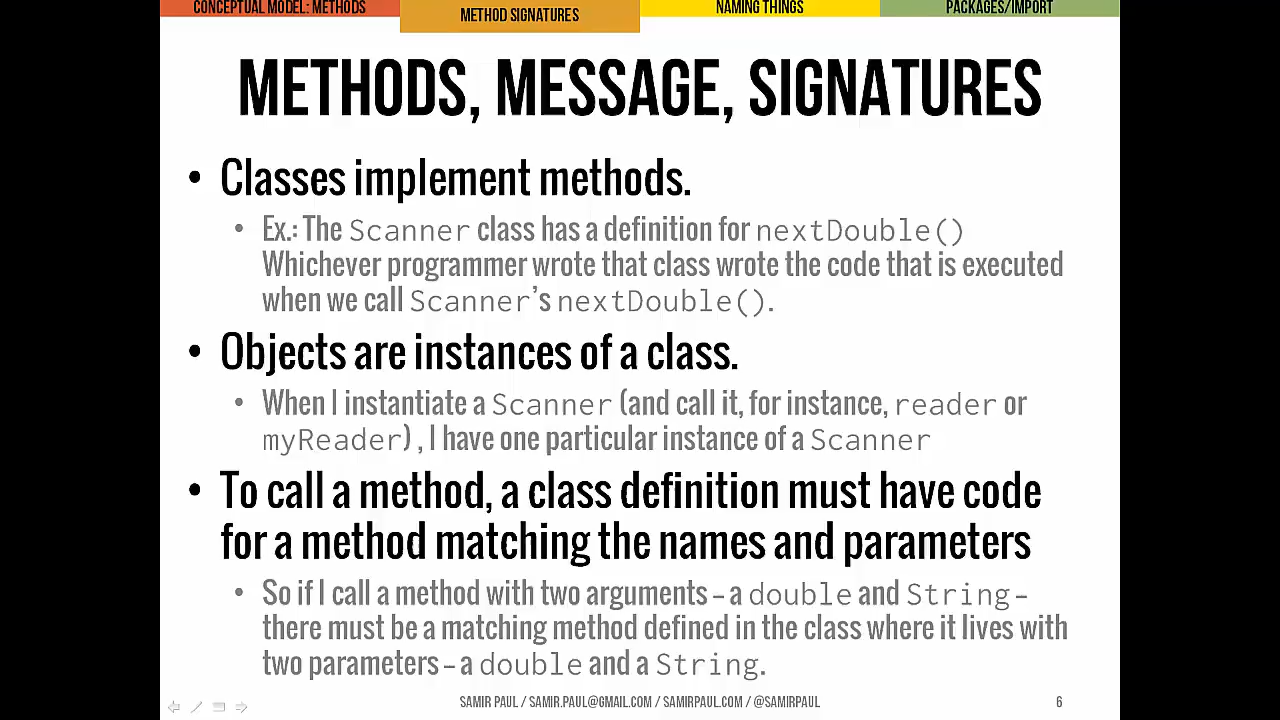 CONCEPTUAL MODEL: METHODS
METHOD SIGNATURES
NAMING THINGS
PACKAGES/IMPORT
METHODS, MESSAGE, SIGNATURES
• Classes implement methods.
• Ex.: The Scanner class has a definition for nextDouble()
Whichever programmer wrote that class wrote the code that is executed
when we call Scanner's nextDouble().
• Objects are instances of a class.
• When I instantiate a Scanner (and call it, for instance, reader or
myReader), I have one particular instance of a Scanner
• To call a method, a class definition must have code
for a method matching the names and parameters
• So if I call a method with two arguments – a double and String –
there must be a matching method defined in the class where it lives with
two parameters – a double and a String.
SAMIR PAUL / SAMIR.PAUL@GMAIL.COM / SAMIRPAUL.COM / @SAMIRPAUL
6